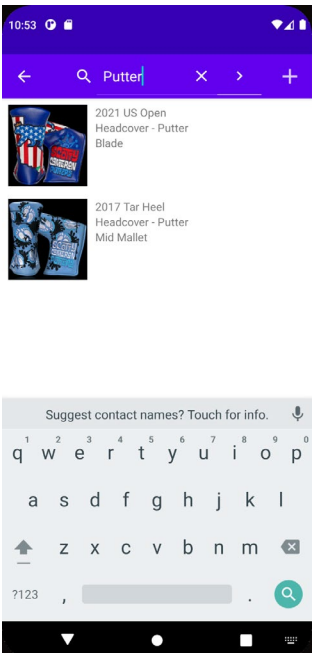 10:53
Putter
2021 US Open
Headcover - Putter
Blade
2017 Tar Heel
Headcover - Putter
Mid Mallet
Suggest contact names? Touch for info.
1 2 3 4 5 6 7 8 9 0
q w e r t y u i o p
a s d f g h j k l
z x c v b n m
?123 , .